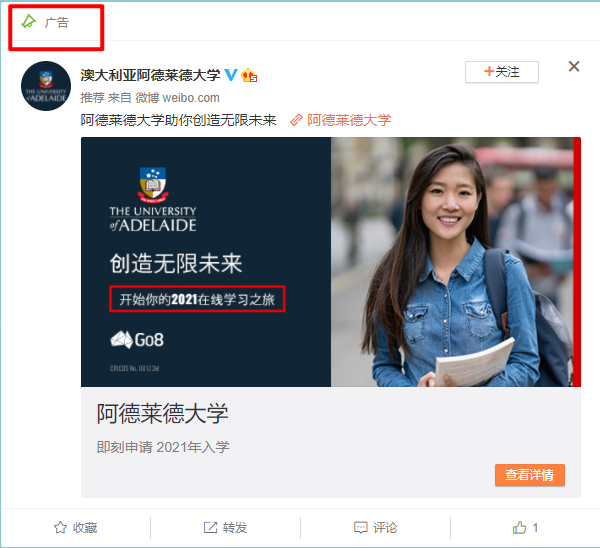 广告
澳大利亚阿德莱德大学
+关注
推荐 来自 微博 weibo.com
阿德莱德大学助你创造无限未来 阿德莱德大学
THE UNIVERSITY
of ADELAIDE
创造无限未来
开始你的2021在线学习之旅
Go8
CRICOS No. 00123M
阿德莱德大学
即刻申请 2021年入学
查看详情
收藏 转发 评论 1